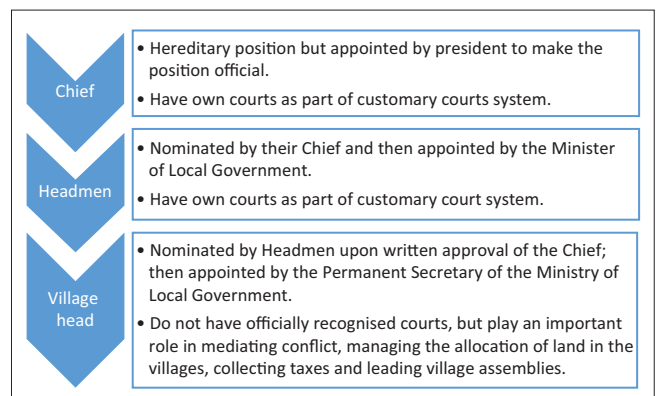 Chief
• Hereditary position but appointed by president to make the
position official.
• Have own courts as part of customary courts system.
Headmen
• Nominated by their Chief and then appointed by the Minister
of Local Government.
• Have own courts as part of customary court system.
Village
head
• Nominated by Headmen upon written approval of the Chief;
then appointed by the Permanent Secretary of the Ministry of
Local Government.
• Do not have officially recognised courts, but play an important
role in mediating conflict, managing the allocation of land in the
villages, collecting taxes and leading village assemblies.